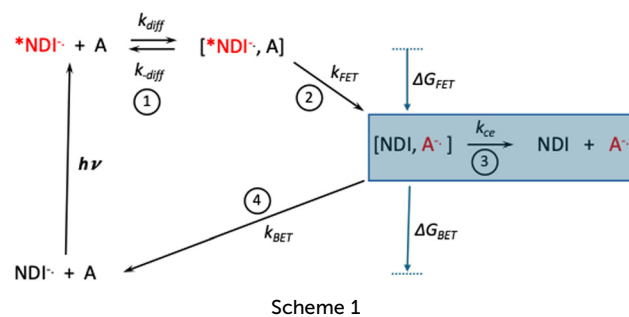 k_diff
*NDI⁻· + A
[*NDI⁻·, A]
k_-diff
①
k_FET
②
ΔG_FET
hν
[NDI, A⁻· ]
k_ce
③
NDI + A⁻·
④
k_BET
ΔG_BET
NDI⁻· + A
Scheme 1